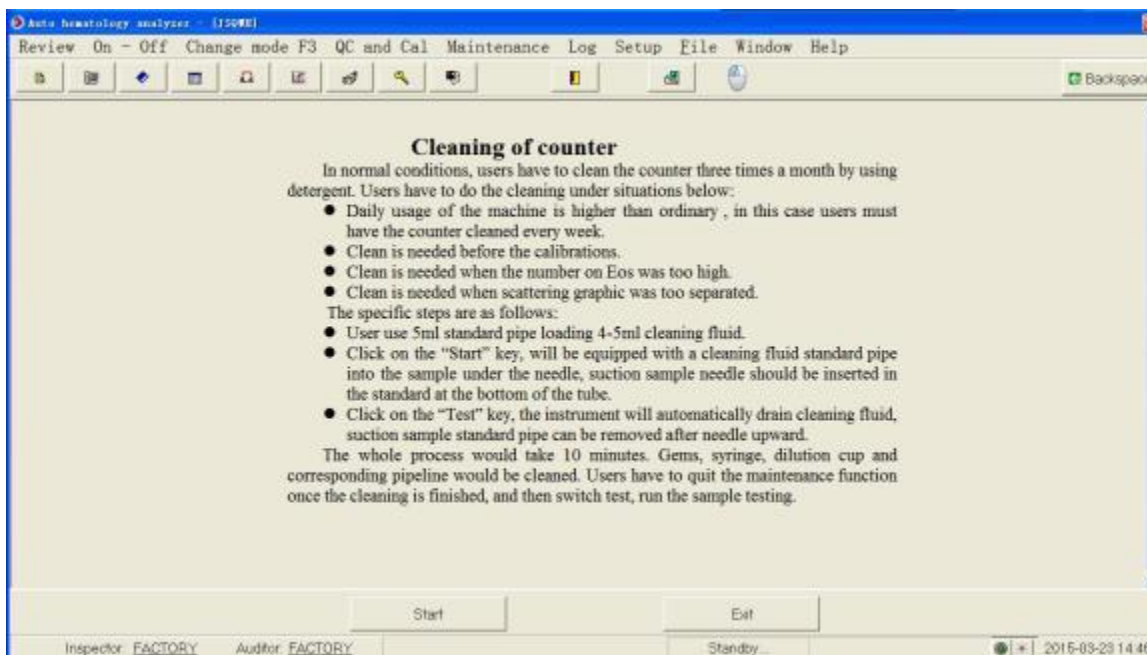 Auto hematology analyzer - [JSQWH]
Review On - Off Change mode F3 QC and Cal Maintenance Log Setup File Window Help
Backspace
Cleaning of counter
In normal conditions, users have to clean the counter three times a month by using
detergent. Users have to do the cleaning under situations below:
● Daily usage of the machine is higher than ordinary , in this case users must
have the counter cleaned every week.
● Clean is needed before the calibrations.
● Clean is needed when the number on Eos was too high.
● Clean is needed when scattering graphic was too separated.
The specific steps are as follows:
● User use 5ml standard pipe loading 4-5ml cleaning fluid.
● Click on the “Start” key, will be equipped with a cleaning fluid standard pipe
into the sample under the needle, suction sample needle should be inserted in
the standard at the bottom of the tube.
● Click on the “Test” key, the instrument will automatically drain cleaning fluid,
suction sample standard pipe can be removed after needle upward.
The whole process would take 10 minutes. Gems, syringe, dilution cup and
corresponding pipeline would be cleaned. Users have to quit the maintenance function
once the cleaning is finished, and then switch test, run the sample testing.
Start Exit
Inspector: FACTORY Auditor: FACTORY Standby... 2015-03-23 14:46